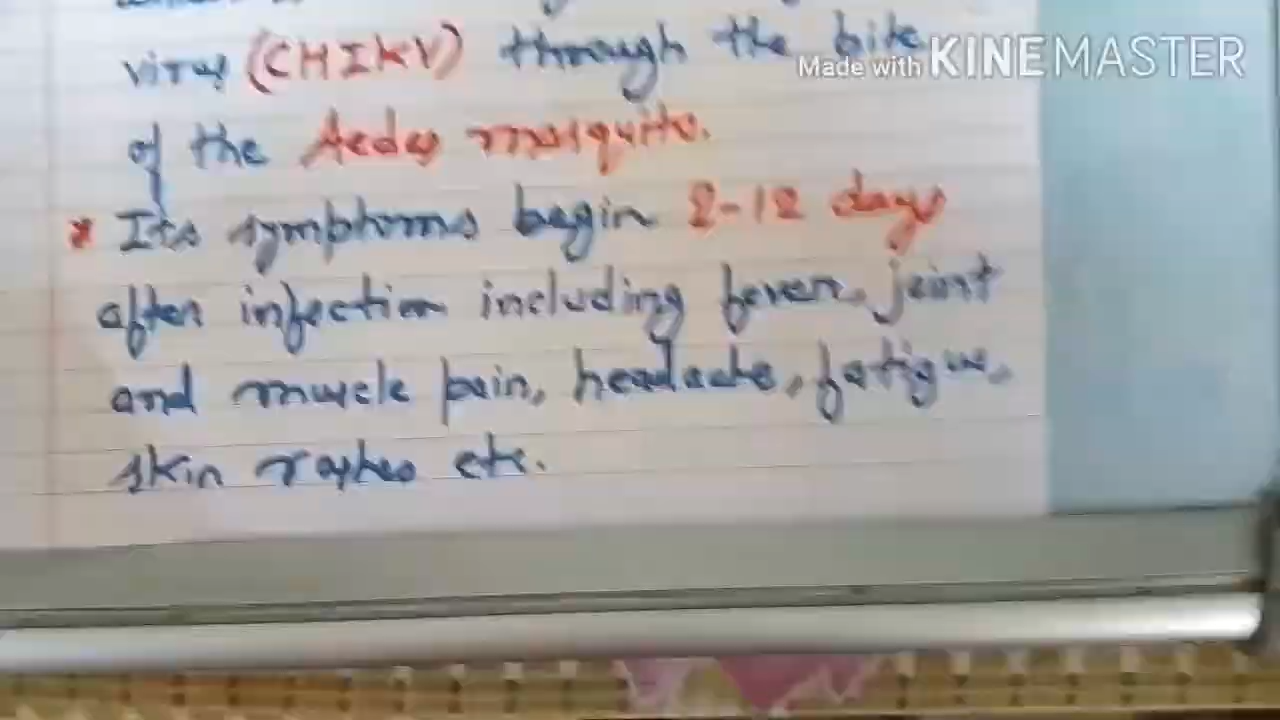 virus (CHIKV) through the bite
Made with KINEMASTER
of the Aedes mosquito.
* Its symptoms begin 2-12 days
after infection including fever, joint
and muscle pain, headache, fatigue,
skin rashes etc.